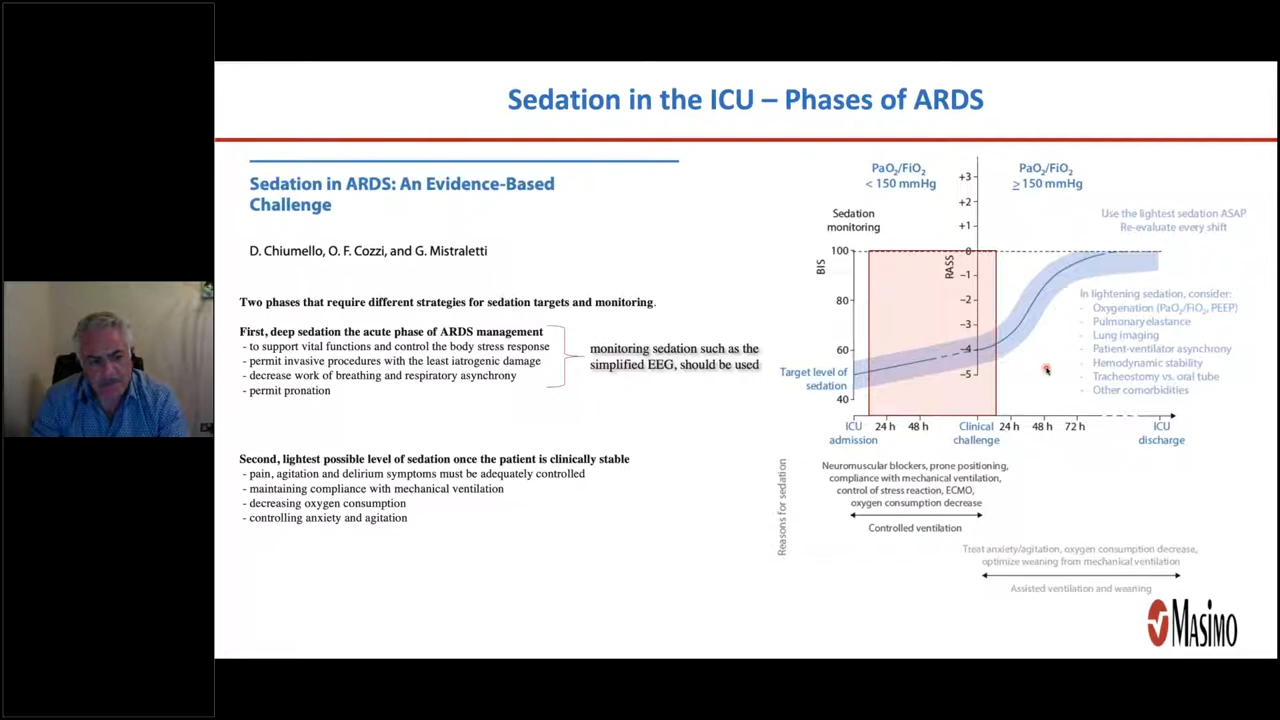 Sedation in the ICU – Phases of ARDS
Sedation in ARDS: An Evidence-Based
Challenge
D. Chiumello, O. F. Cozzi, and G. Mistraletti
Two phases that require different strategies for sedation targets and monitoring.
First, deep sedation the acute phase of ARDS management
- to support vital functions and control the body stress response
- permit invasive procedures with the least iatrogenic damage
- decrease work of breathing and respiratory asynchrony
- permit pronation
monitoring sedation such as the
simplified EEG, should be used
Second, lightest possible level of sedation once the patient is clinically stable
- pain, agitation and delirium symptoms must be adequately controlled
- maintaining compliance with mechanical ventilation
- decreasing oxygen consumption
- controlling anxiety and agitation
PaO2/FiO2
< 150 mmHg
PaO2/FiO2
≥ 150 mmHg
Sedation
monitoring
BIS
100
80
60
40
RASS
+3
+2
+1
0
−1
−2
−3
−4
−5
Use the lightest sedation ASAP
Re-evaluate every shift
In lightening sedation, consider:
- Oxygenation (PaO2/FiO2, PEEP)
- Pulmonary elastance
- Lung imaging
- Patient-ventilator asynchrony
- Hemodynamic stability
- Tracheostomy vs. oral tube
- Other comorbidities
Target level of
sedation
ICU
admission
24 h
48 h
Clinical
challenge
24 h
48 h
72 h
ICU
discharge
Reasons for sedation
Neuromuscular blockers, prone positioning,
compliance with mechanical ventilation,
control of stress reaction, ECMO,
oxygen consumption decrease
Controlled ventilation
Treat anxiety/agitation, oxygen consumption decrease,
optimize weaning from mechanical ventilation
Assisted ventilation and weaning
MASIMO